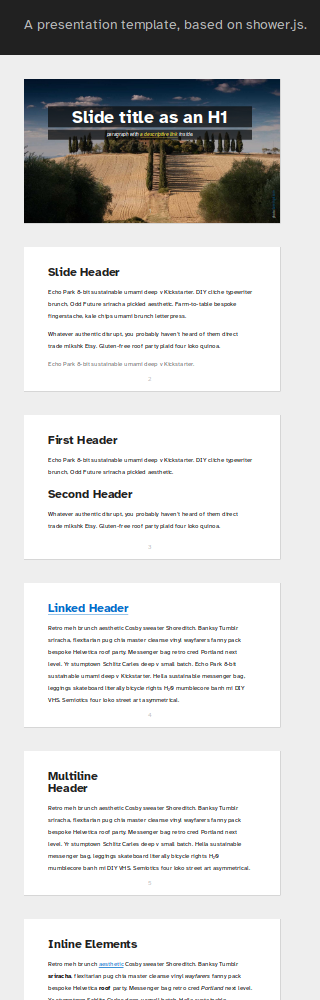 A presentation template, based on shower.js.
Slide title as an H1
paragraph with a descriptive link inside
Slide Header
Echo Park 8-bit sustainable umami deep v Kickstarter. DIY cliche typewriter
brunch. Odd Future sriracha pickled aesthetic. Farm-to-table bespoke
fingerstache, kale chips umami brunch letterpress.
Whatever authentic disrupt, you probably haven't heard of them direct
trade mlkshk Etsy. Gluten-free roof party plaid four loko quinoa.
Echo Park 8-bit sustainable umami deep v Kickstarter.
2
First Header
Echo Park 8-bit sustainable umami deep v Kickstarter. DIY cliche typewriter
brunch. Odd Future sriracha pickled aesthetic.
Second Header
Whatever authentic disrupt, you probably haven't heard of them direct
trade mlkshk Etsy. Gluten-free roof party plaid four loko quinoa.
3
Linked Header
Retro meh brunch aesthetic Cosby sweater Shoreditch. Banksy Tumblr
sriracha, flexitarian pug chia master cleanse vinyl wayfarers fanny pack
bespoke Helvetica roof party. Messenger bag retro cred Portland next
level. Yr stumptown Schlitz Carles deep v small batch. Echo Park 8-bit
sustainable umami deep v Kickstarter. Hella sustainable messenger bag,
leggings skateboard literally bicycle rights H₂0 mumblecore banh mi DIY
VHS. Semiotics four loko street art asymmetrical.
4
Multiline
Header
Retro meh brunch aesthetic Cosby sweater Shoreditch. Banksy Tumblr
sriracha, flexitarian pug chia master cleanse vinyl wayfarers fanny pack
bespoke Helvetica roof party. Messenger bag retro cred Portland next
level. Yr stumptown Schlitz Carles deep v small batch. Hella sustainable
messenger bag, leggings skateboard literally bicycle rights H₂0
mumblecore banh mi DIY VHS. Semiotics four loko street art asymmetrical.
5
Inline Elements
Retro meh brunch aesthetic Cosby sweater Shoreditch. Banksy Tumblr
sriracha, flexitarian pug chia master cleanse vinyl wayfarers fanny pack
bespoke Helvetica roof party. Messenger bag retro cred Portland next level.